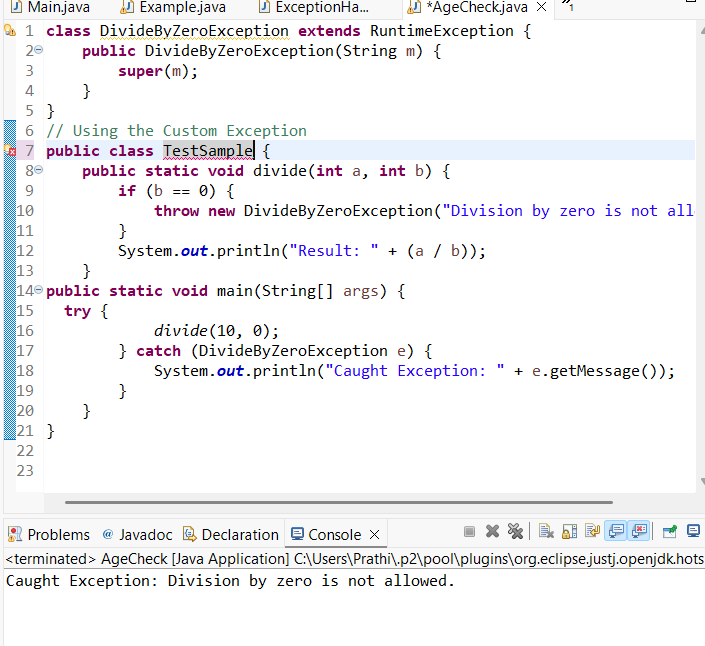 Main.java Example.java ExceptionHa... *AgeCheck.java 1
1 class DivideByZeroException extends RuntimeException {
2 public DivideByZeroException(String m) {
3 super(m);
4 }
5 }
6 // Using the Custom Exception
7 public class TestSample {
8 public static void divide(int a, int b) {
9 if (b == 0) {
10 throw new DivideByZeroException("Division by zero is not all
11 }
12 System.out.println("Result: " + (a / b));
13 }
14 public static void main(String[] args) {
15 try {
16 divide(10, 0);
17 } catch (DivideByZeroException e) {
18 System.out.println("Caught Exception: " + e.getMessage());
19 }
20 }
21 }
22
23
Problems @ Javadoc Declaration Console
<terminated> AgeCheck [Java Application] C:\Users\Prathi\.p2\pool\plugins\org.eclipse.justj.openjdk.hots
Caught Exception: Division by zero is not allowed.